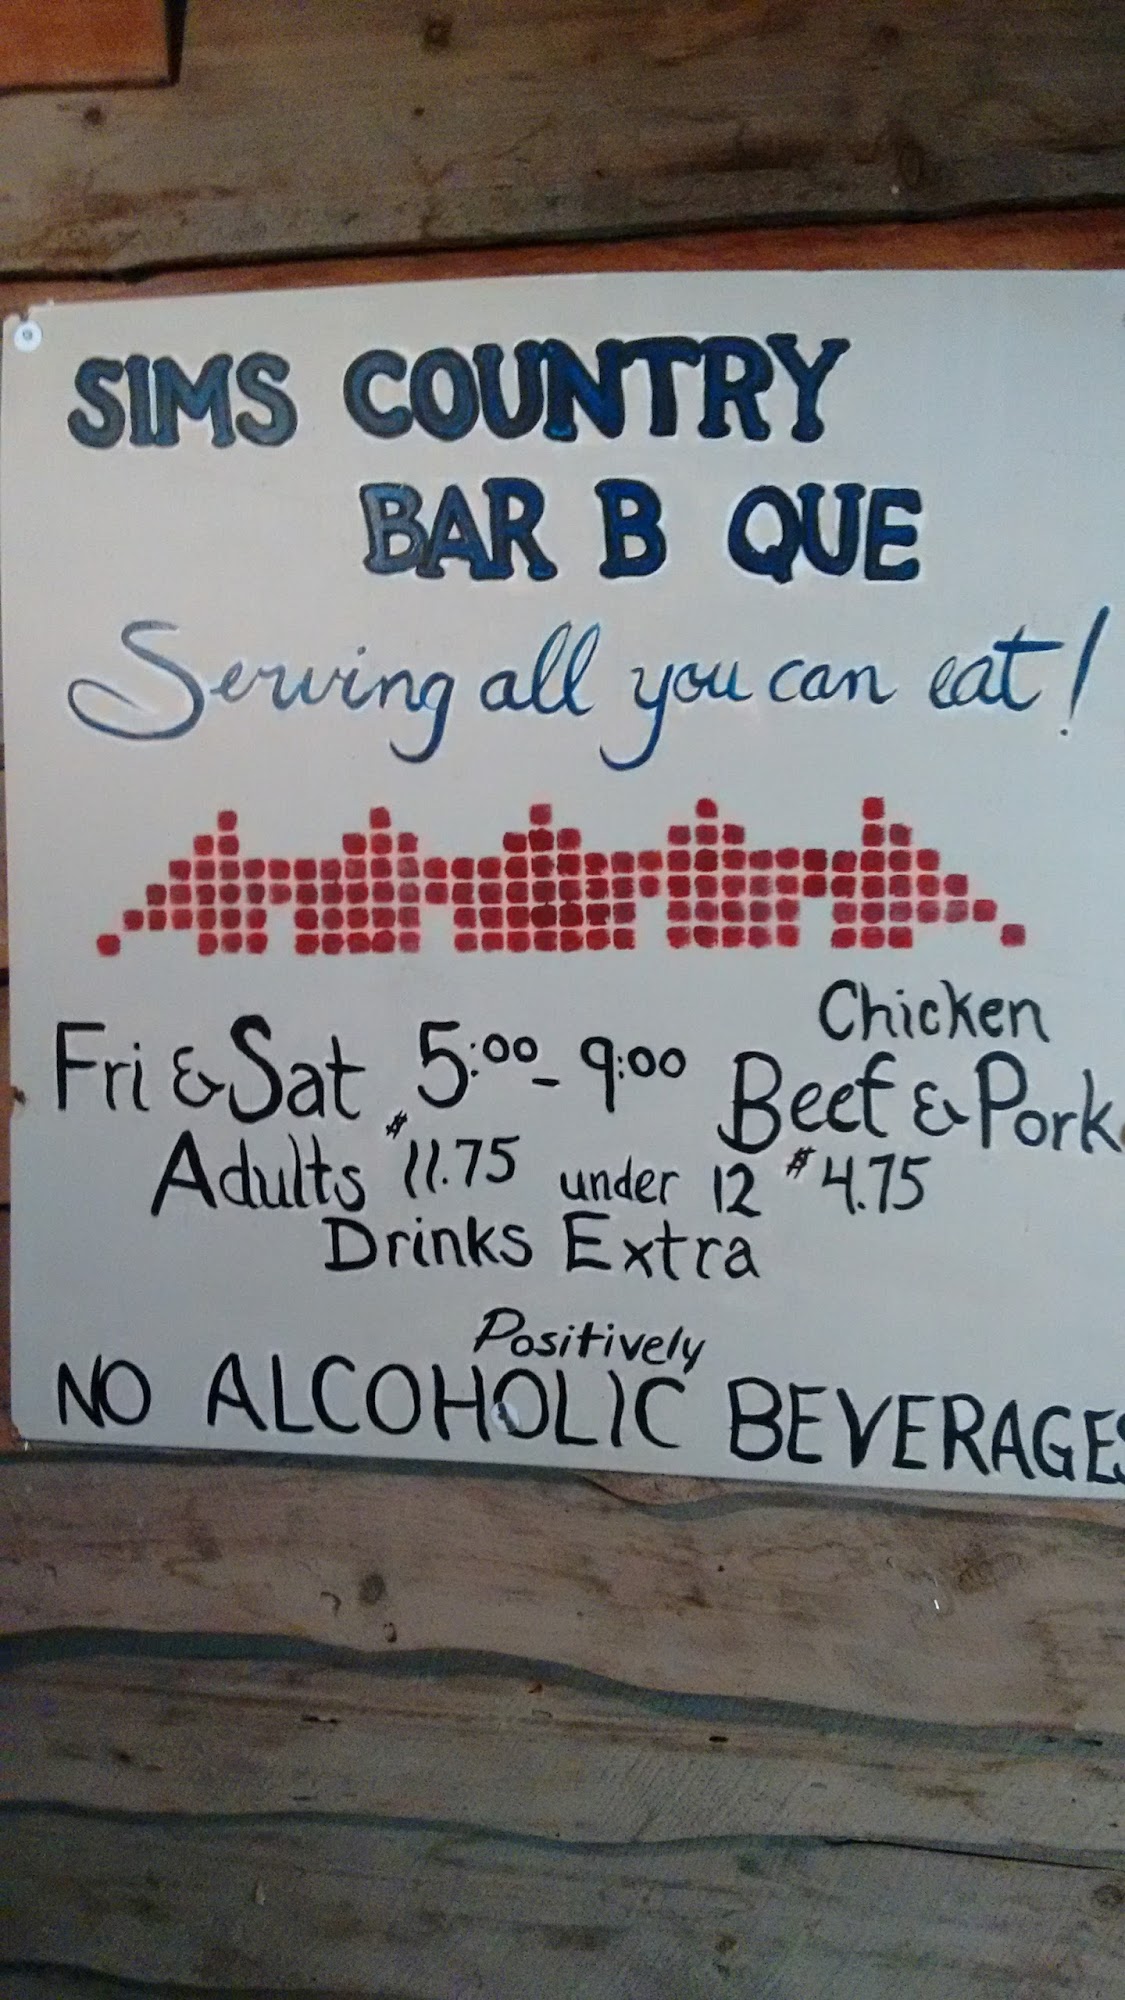 SIMS COUNTRY
BAR B QUE
Serving all you can eat!
Fri & Sat 5:00-9:00
Chicken
Beef & Pork
Adults $11.75 under 12 $4.75
Drinks Extra
Positively
NO ALCOHOLIC BEVERAGES